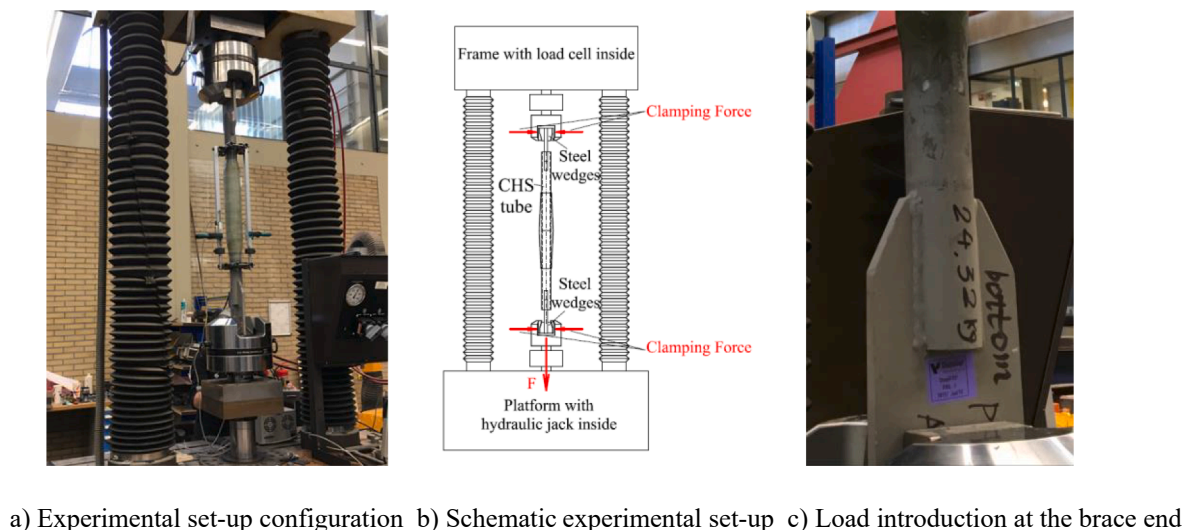 Frame with load cell inside
Clamping Force
Steel
wedges
CHS
tube
Steel
wedges
Clamping Force
F
Platform with
hydraulic jack inside
24.32 kg
bottom
a) Experimental set-up configuration b) Schematic experimental set-up c) Load introduction at the brace end